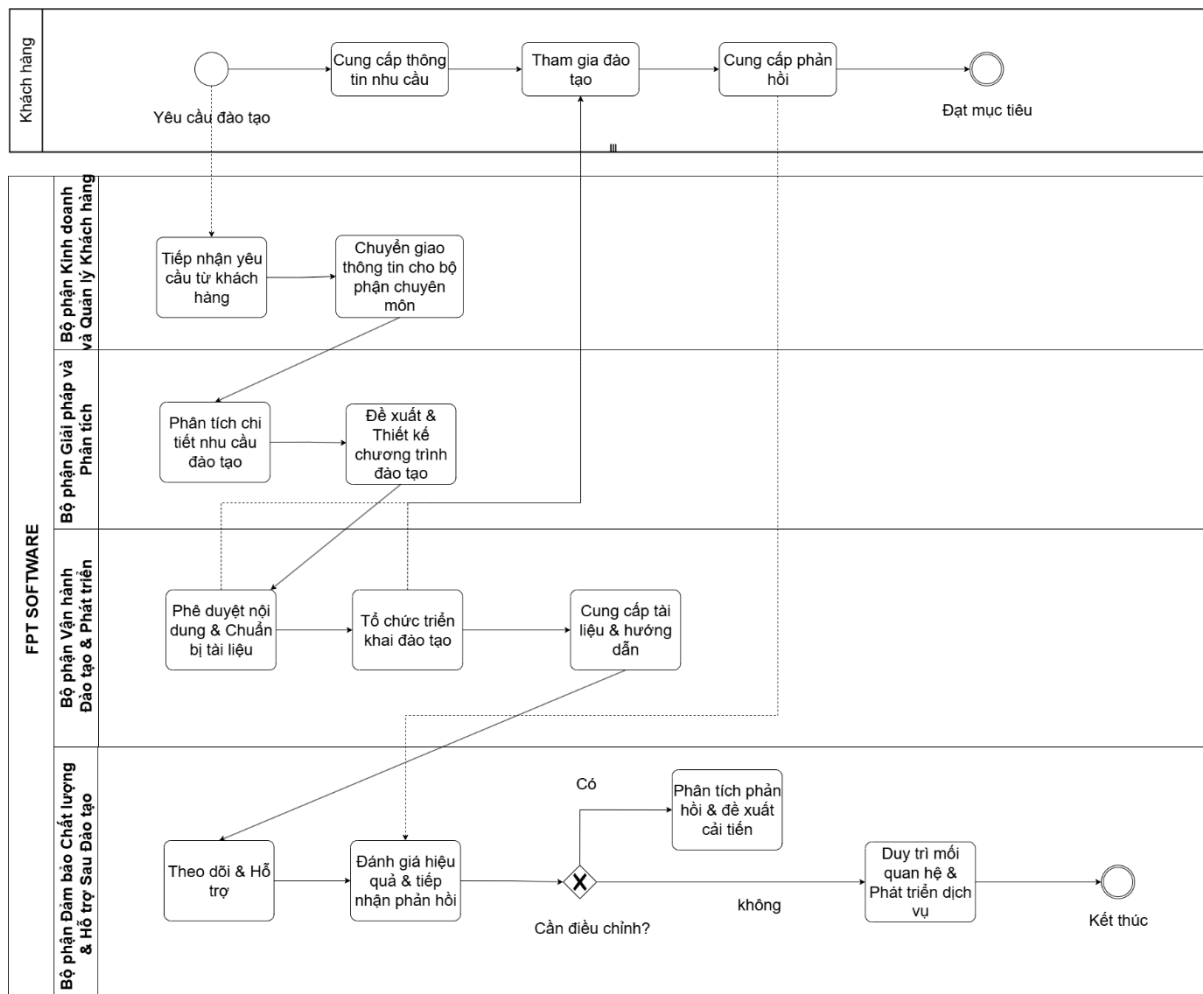 Khách hàng
Yêu cầu đào tạo
Cung cấp thông
tin nhu cầu
Tham gia đào
tạo
Cung cấp phản
hồi
Đạt mục tiêu
FPT SOFTWARE
Bộ phận Kinh doanh
và Quản lý Khách hàng
Tiếp nhận yêu
cầu từ khách
hàng
Chuyển giao
thông tin cho bộ
phận chuyên
môn
Bộ phận Giải pháp và
Phân tích
Phân tích chi
tiết nhu cầu
đào tạo
Đề xuất &
Thiết kế
chương trình
đào tạo
Bộ phận Vận hành
Đào tạo & Phát triển
Phê duyệt nội
dung & Chuẩn
bị tài liệu
Tổ chức triển
khai đào tạo
Cung cấp tài
liệu & hướng
dẫn
Bộ phận Đảm bảo Chất lượng
& Hỗ trợ Sau Đào tạo
Theo dõi & Hỗ
trợ
Đánh giá hiệu
quả & tiếp
nhận phản hồi
Cần điều chỉnh?
Có
Phân tích phản
hồi & đề xuất
cải tiến
không
Duy trì mối
quan hệ &
Phát triển dịch
vụ
Kết thúc